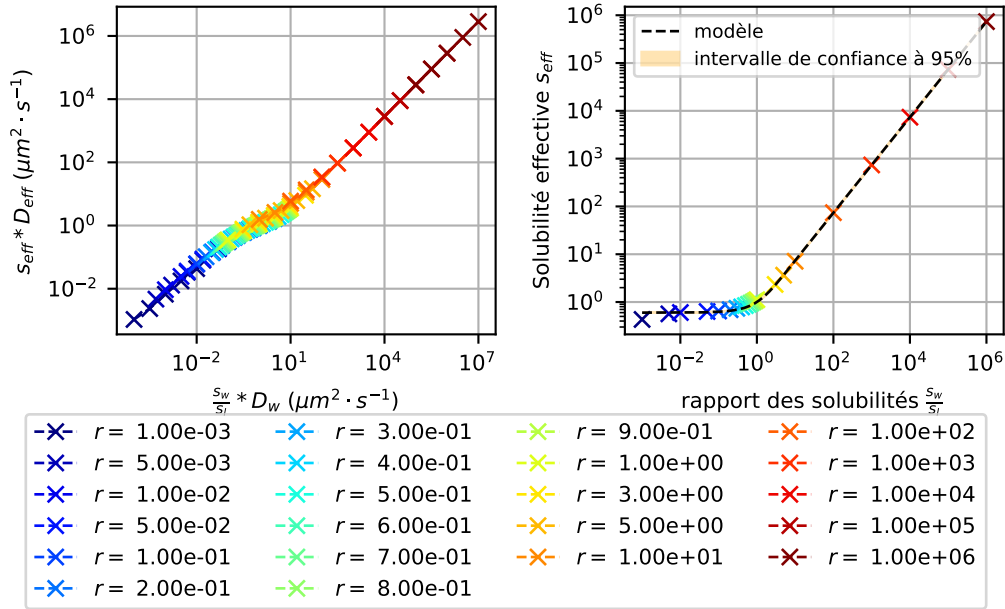 10^6
10^4
10^2
10^0
10^-2
s_eff * D_eff (μm^2 · s^-1)
10^-2 10^1 10^4 10^7
s_w/s_l * D_w (μm^2 · s^-1)
modèle
intervalle de confiance à 95%
10^6
10^5
10^4
10^3
10^2
10^1
10^0
Solubilité effective s_eff
10^-2 10^0 10^2 10^4 10^6
rapport des solubilités s_w/s_l
r = 1.00e-03 r = 3.00e-01 r = 9.00e-01 r = 1.00e+02
r = 5.00e-03 r = 4.00e-01 r = 1.00e+00 r = 1.00e+03
r = 1.00e-02 r = 5.00e-01 r = 3.00e+00 r = 1.00e+04
r = 5.00e-02 r = 6.00e-01 r = 5.00e+00 r = 1.00e+05
r = 1.00e-01 r = 7.00e-01 r = 1.00e+01 r = 1.00e+06
r = 2.00e-01 r = 8.00e-01